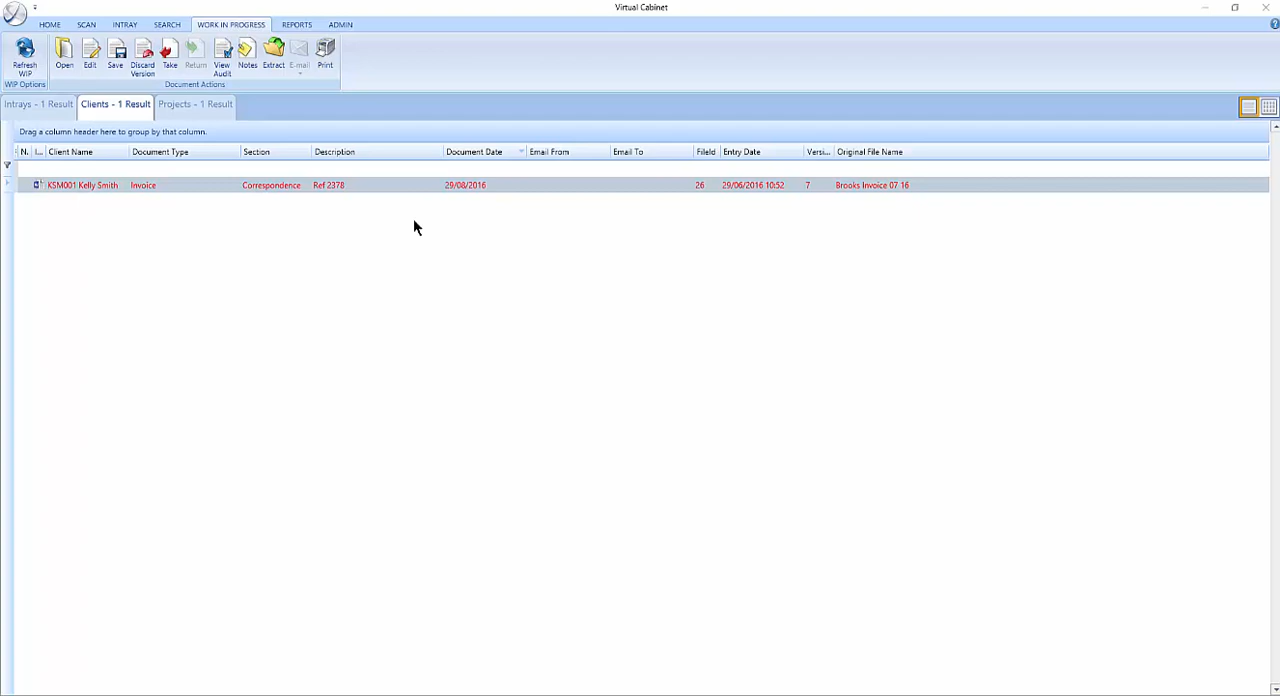 Virtual Cabinet
HOME SCAN INTRAY SEARCH WORK IN PROGRESS REPORTS ADMIN
Refresh WIP Open Edit Save Discard Version Take Return View Audit Notes Extract E-mail Print
WIP Options Document Actions
Intrays - 1 Result Clients - 1 Result Projects - 1 Result
Drag a column header here to group by that column.
N. I... Client Name Document Type Section Description Document Date Email From Email To FileId Entry Date Versi... Original File Name
KSM001 Kelly Smith Invoice Correspondence Ref 2378 29/08/2016 26 29/06/2016 10:52 7 Brooks Invoice 07 16